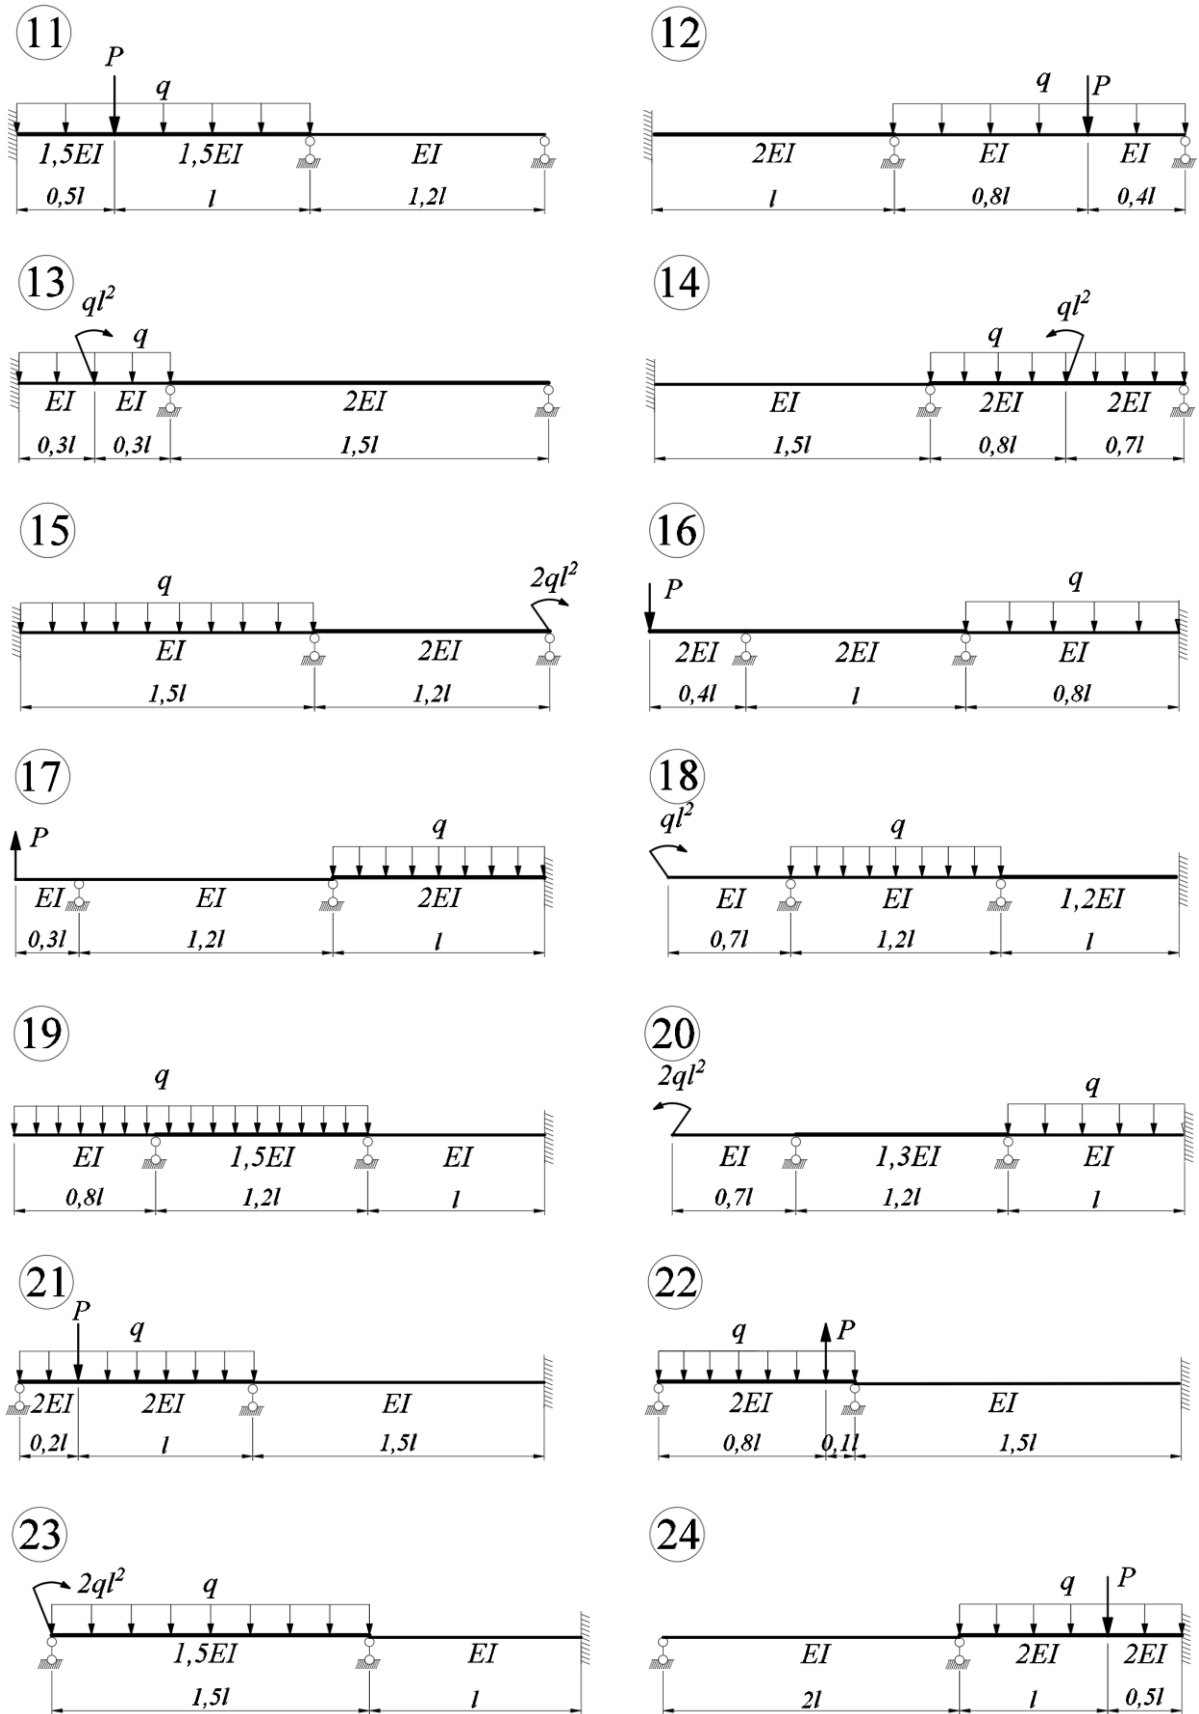 11
P
q
1,5EI 1,5EI EI
0,5l l 1,2l
12
q P
2EI EI EI
l 0,8l 0,4l
13
ql²
q
EI EI 2EI
0,3l 0,3l 1,5l
14
ql²
q
EI 2EI 2EI
1,5l 0,8l 0,7l
15
q 2ql²
EI 2EI
1,5l 1,2l
16
P q
2EI 2EI EI
0,4l l 0,8l
17
P q
EI EI 2EI
0,3l 1,2l l
18
ql² q
EI EI 1,2EI
0,7l 1,2l l
19
q
EI 1,5EI EI
0,8l 1,2l l
20
2ql² q
EI 1,3EI EI
0,7l 1,2l l
21
P
q
2EI 2EI EI
0,2l l 1,5l
22
q P
2EI EI
0,8l 0,1l 1,5l
23
2ql² q
1,5EI EI
1,5l l
24
q P
EI 2EI 2EI
2l l 0,5l